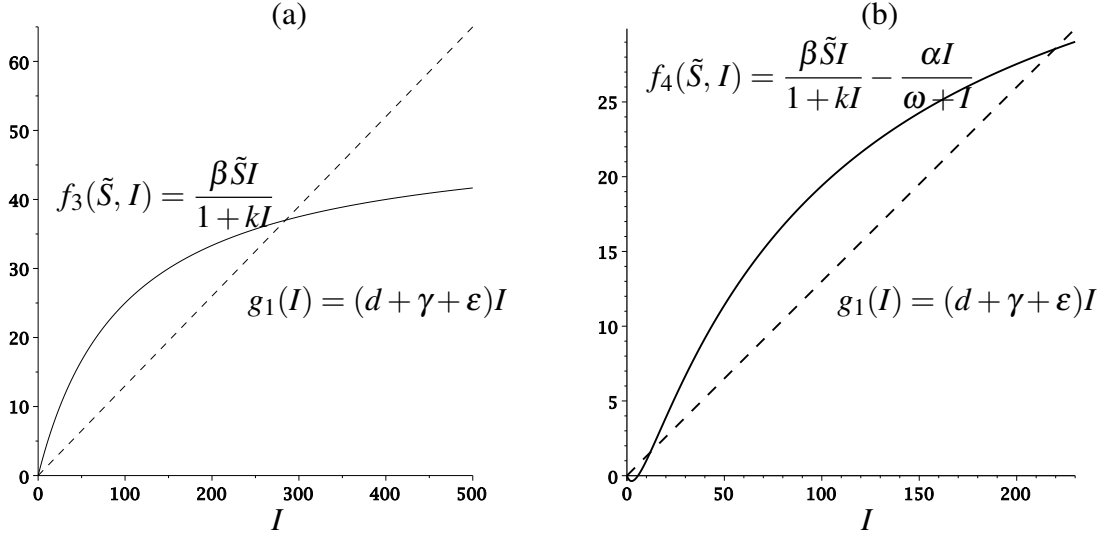 (a)
60
50
f₃(S̃, I) = βS̃I / (1 + kI)
40
30
g₁(I) = (d + γ + ε)I
20
10
0
0 100 200 300 400 500
I
(b)
f₄(S̃, I) = βS̃I / (1 + kI) − αI / (ω + I)
25
20
15
g₁(I) = (d + γ + ε)I
10
5
0
0 50 100 150 200
I